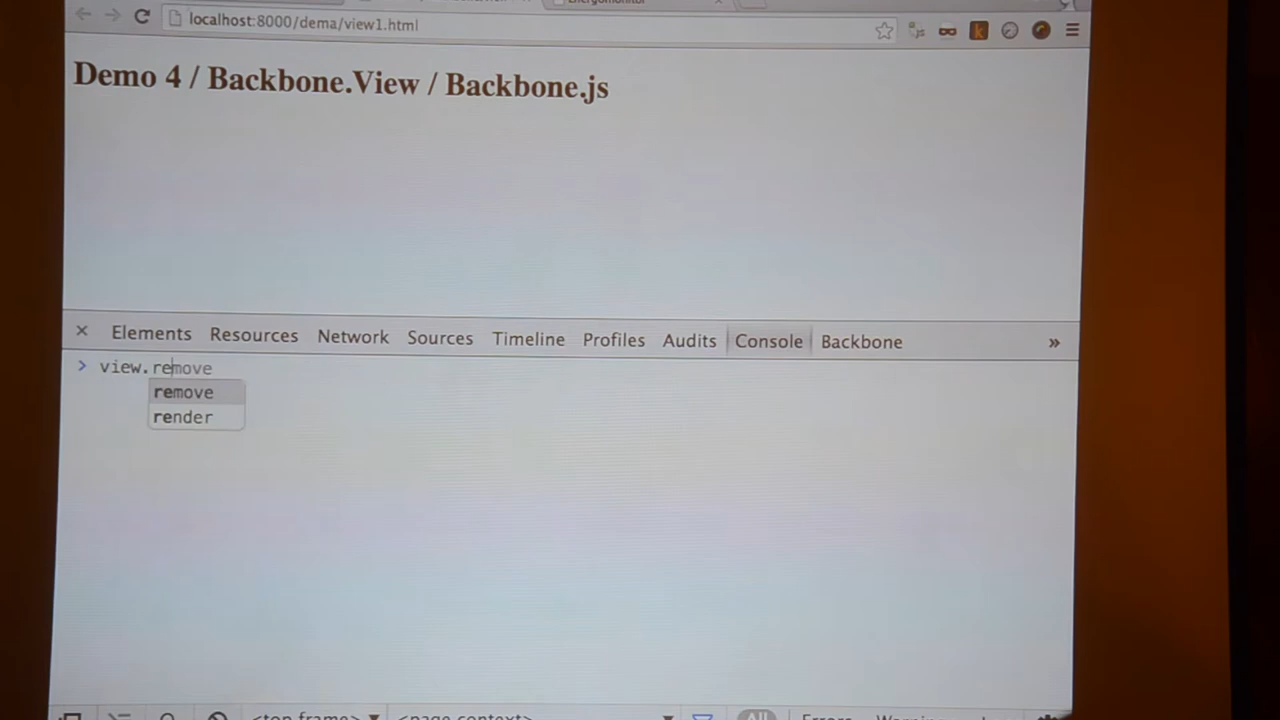 localhost:8000/dema/view1.html
Demo 4 / Backbone.View / Backbone.js
× Elements Resources Network Sources Timeline Profiles Audits Console Backbone »
> view.remove
remove
render
<top frame> <page context> All Errors Warning